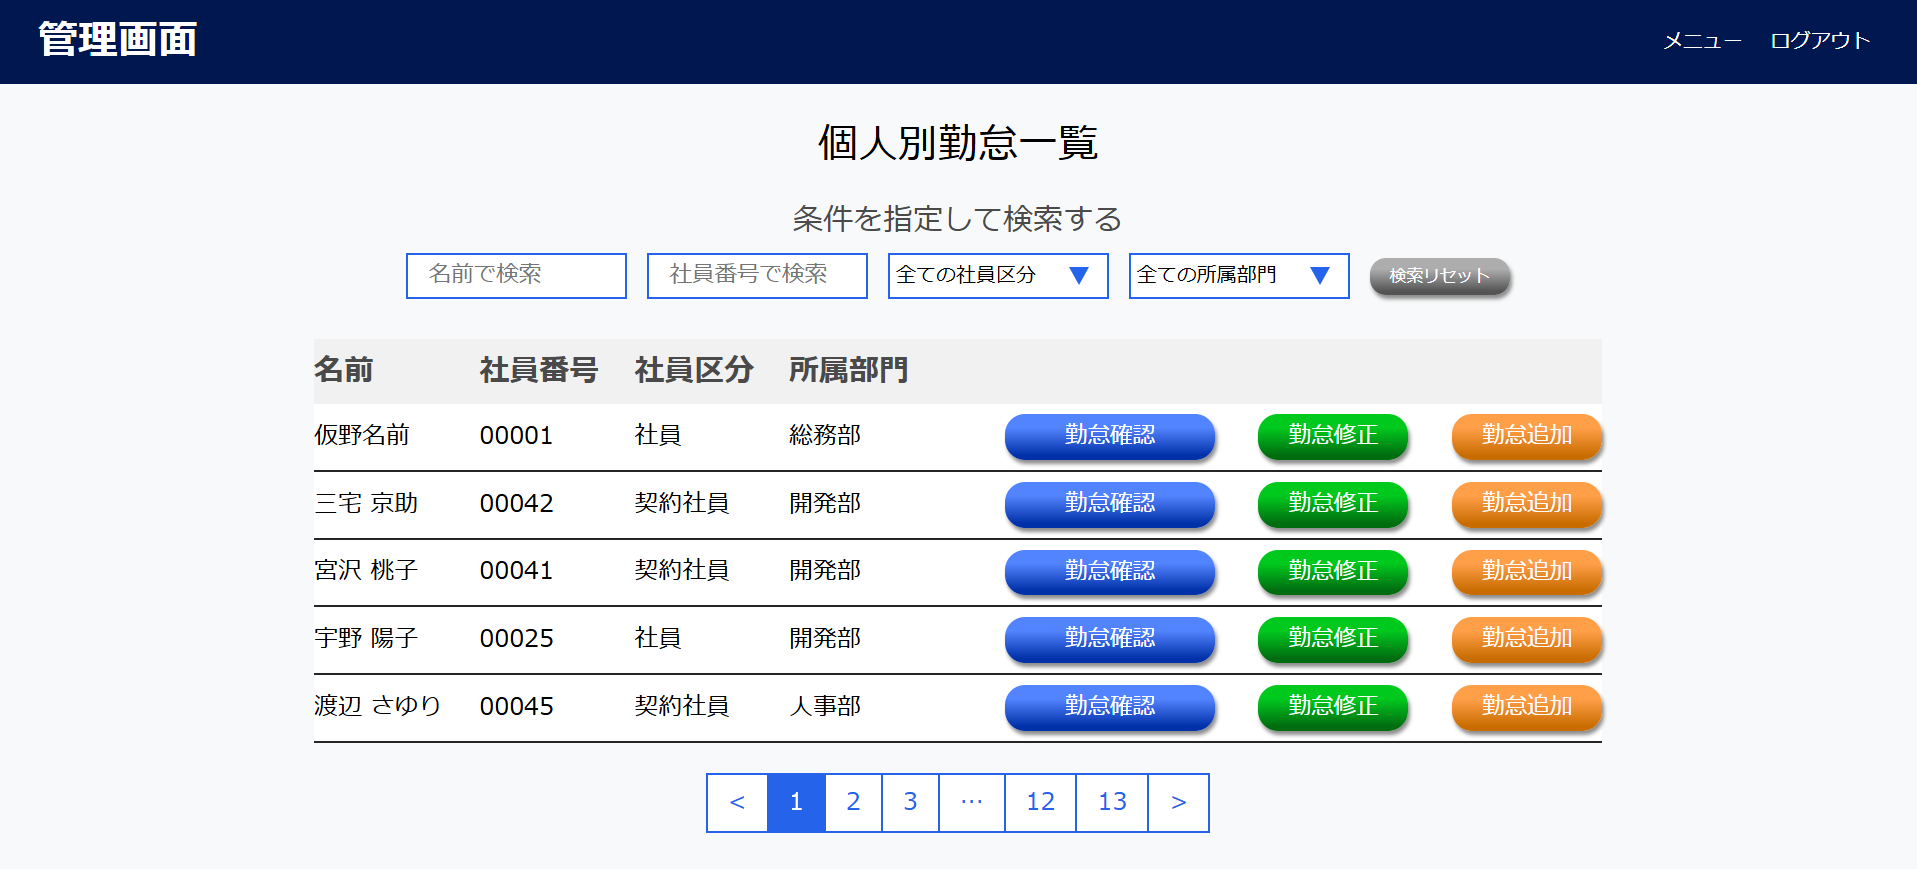 管理画面
メニュー ログアウト
個人別勤怠一覧
条件を指定して検索する
名前で検索 社員番号で検索 全ての社員区分 ▼ 全ての所属部門 ▼ 検索リセット
名前 社員番号 社員区分 所属部門
仮野名前 00001 社員 総務部 勤怠確認 勤怠修正 勤怠追加
三宅 京助 00042 契約社員 開発部 勤怠確認 勤怠修正 勤怠追加
宮沢 桃子 00041 契約社員 開発部 勤怠確認 勤怠修正 勤怠追加
宇野 陽子 00025 社員 開発部 勤怠確認 勤怠修正 勤怠追加
渡辺 さゆり 00045 契約社員 人事部 勤怠確認 勤怠修正 勤怠追加
< 1 2 3 … 12 13 >